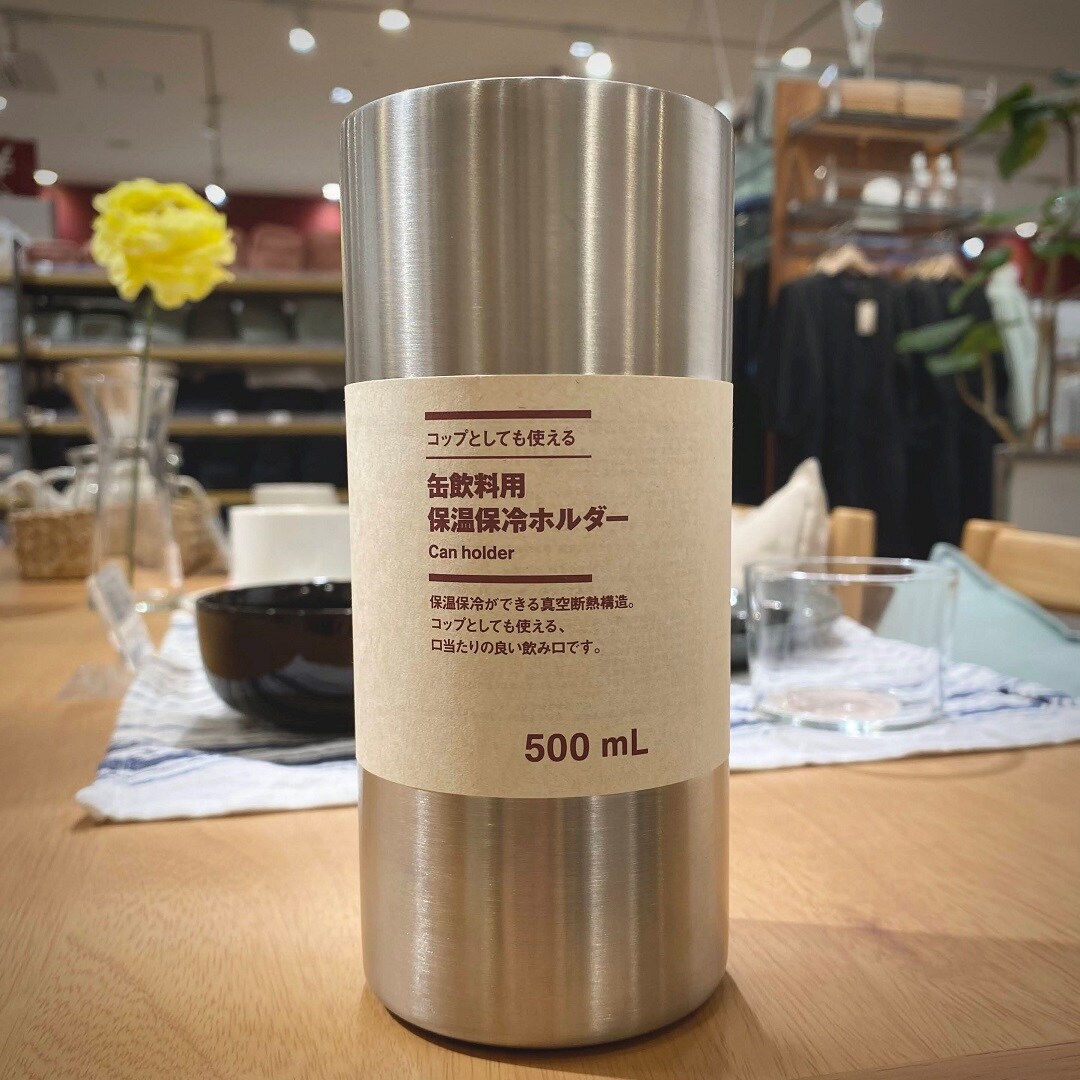 コップとしても使える
缶飲料用
保温保冷ホルダー
Can holder
保温保冷ができる真空断熱構造。
コップとしても使える、
口当たりの良い飲み口です。
500 mL